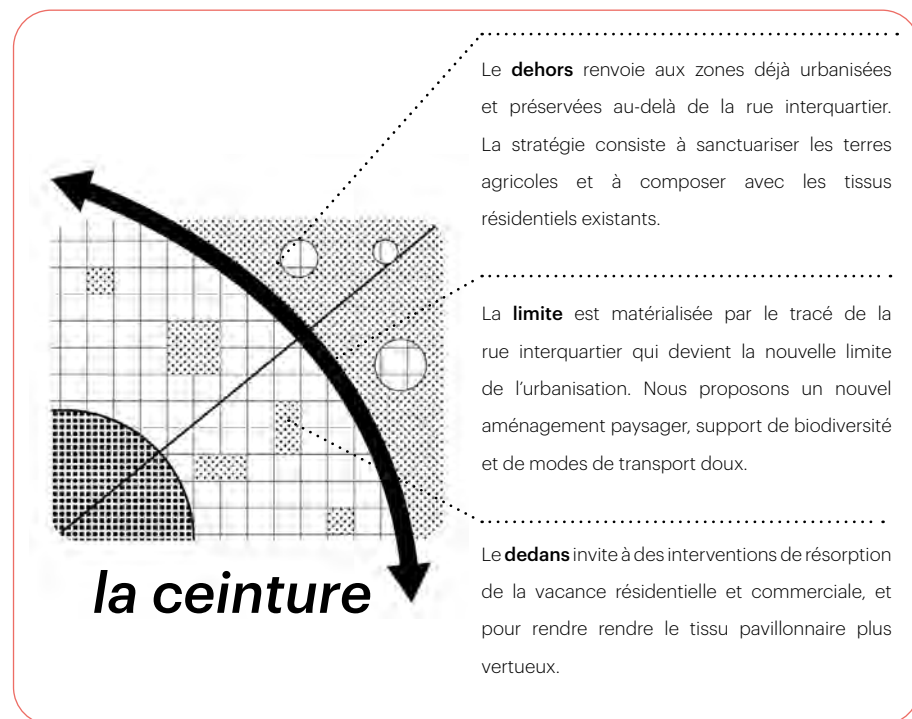 Le dehors renvoie aux zones déjà urbanisées
et préservées au-delà de la rue interquartier.
La stratégie consiste à sanctuariser les terres
agricoles et à composer avec les tissus
résidentiels existants.
La limite est matérialisée par le tracé de la
rue interquartier qui devient la nouvelle limite
de l'urbanisation. Nous proposons un nouvel
aménagement paysager, support de biodiversité
et de modes de transport doux.
Le dedans invite à des interventions de résorption
de la vacance résidentielle et commerciale, et
pour rendre rendre le tissu pavillonnaire plus
vertueux.
la ceinture